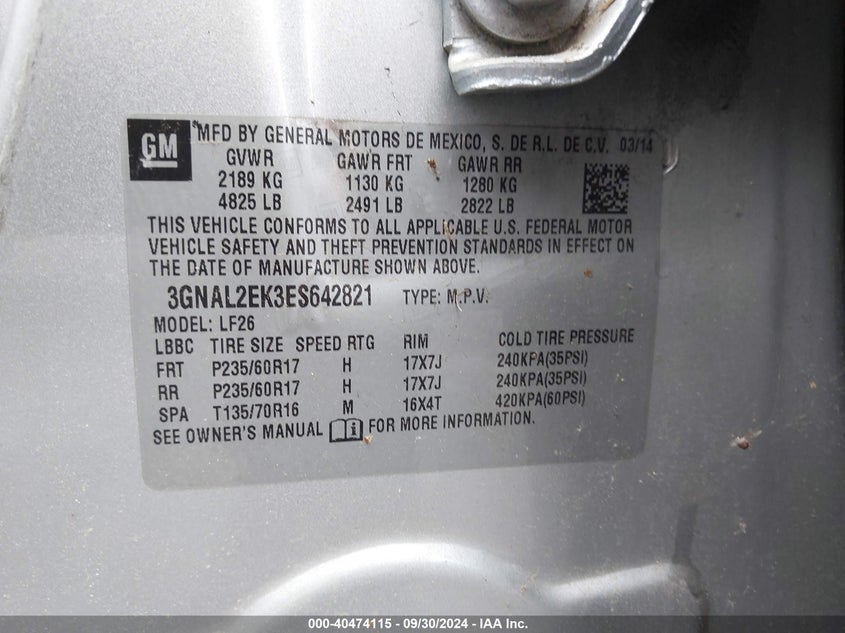 GM
MFD BY GENERAL MOTORS DE MEXICO, S. DE R.L. DE C.V. 03/14
GVWR GAWR FRT GAWR RR
2189 KG 1130 KG 1280 KG
4825 LB 2491 LB 2822 LB
THIS VEHICLE CONFORMS TO ALL APPLICABLE U.S. FEDERAL MOTOR
VEHICLE SAFETY AND THEFT PREVENTION STANDARDS IN EFFECT ON
THE DATE OF MANUFACTURE SHOWN ABOVE.
3GNAL2EK3ES642821 TYPE: M.P.V.
MODEL: LF26
LBBC TIRE SIZE SPEED RTG RIM COLD TIRE PRESSURE
FRT P235/60R17 H 17X7J 240KPA(35PSI)
RR P235/60R17 H 17X7J 240KPA(35PSI)
SPA T135/70R16 M 16X4T 420KPA(60PSI)
SEE OWNER'S MANUAL FOR MORE INFORMATION.
000-40474115 - 09/30/2024 - IAA Inc.